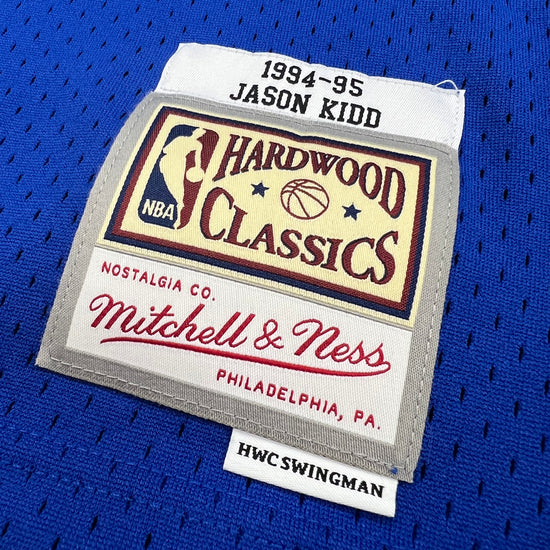 1994-95
JASON KIDD
HARDWOOD
CLASSICS
NBA
NOSTALGIA CO.
Mitchell & Ness
PHILADELPHIA, PA.
HWC SWINGMAN